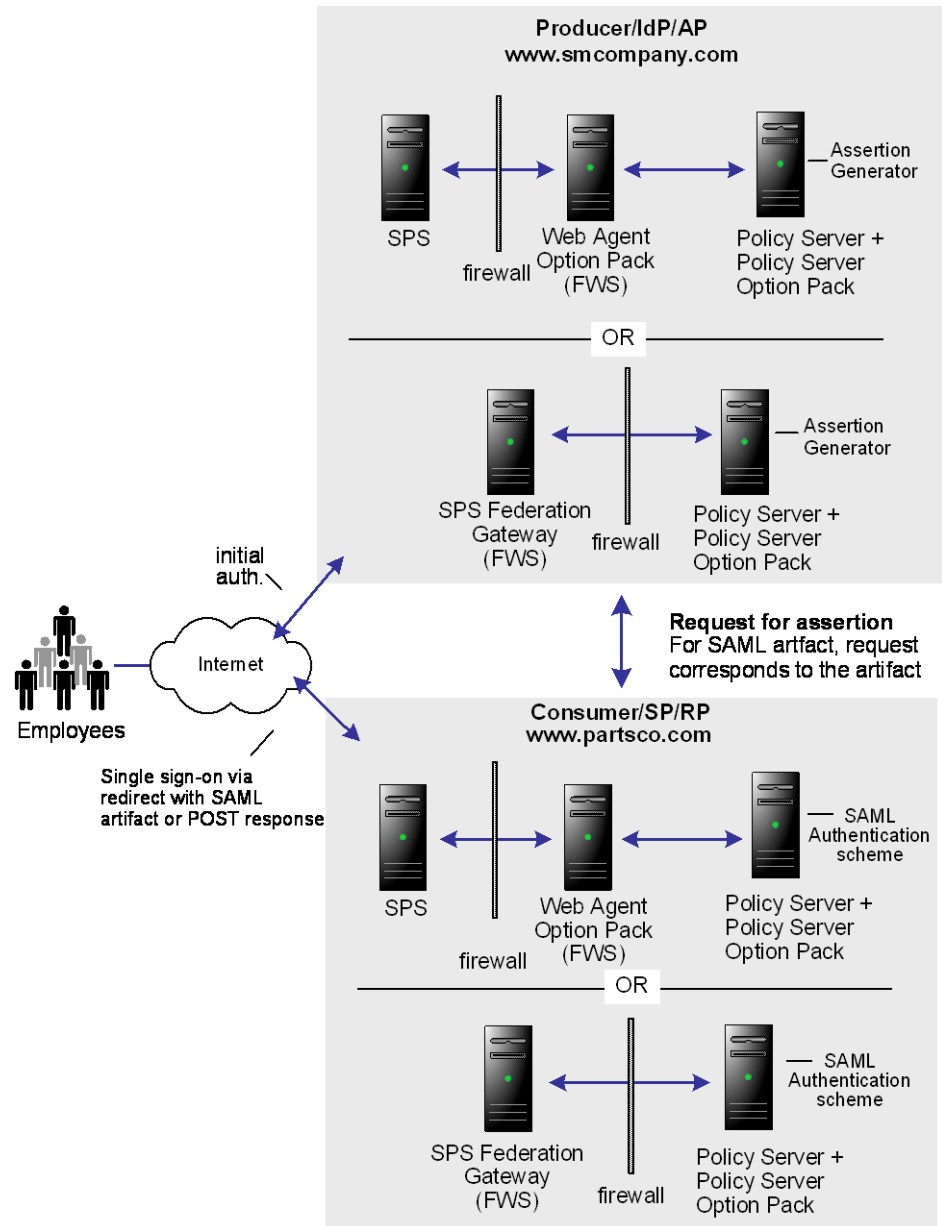 Producer/IdP/AP
www.smcompany.com
Assertion
Generator
SPS
firewall
Web Agent
Option Pack
(FWS)
Policy Server +
Policy Server
Option Pack
OR
Assertion
Generator
SPS Federation
Gateway
(FWS)
firewall
Policy Server +
Policy Server
Option Pack
initial
auth.
Internet
Employees
Request for assertion
For SAML artfact, request
corresponds to the artifact
Single sign-on via
redirect with SAML
artifact or POST response
Consumer/SP/RP
www.partsco.com
SAML
Authentication
scheme
SPS
firewall
Web Agent
Option Pack
(FWS)
Policy Server +
Policy Server
Option Pack
OR
SAML
Authentication
scheme
SPS Federation
Gateway
(FWS)
firewall
Policy Server +
Policy Server
Option Pack